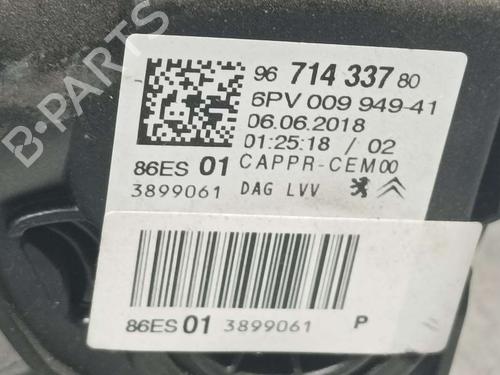 96 714 337 80
6PV 009 949-41
06.06.2018
01:25:18 / 02
86ES 01 CAPPR-CEM00
3899061 DAG LVV
86ES 01 3899061 P
B-PARTS